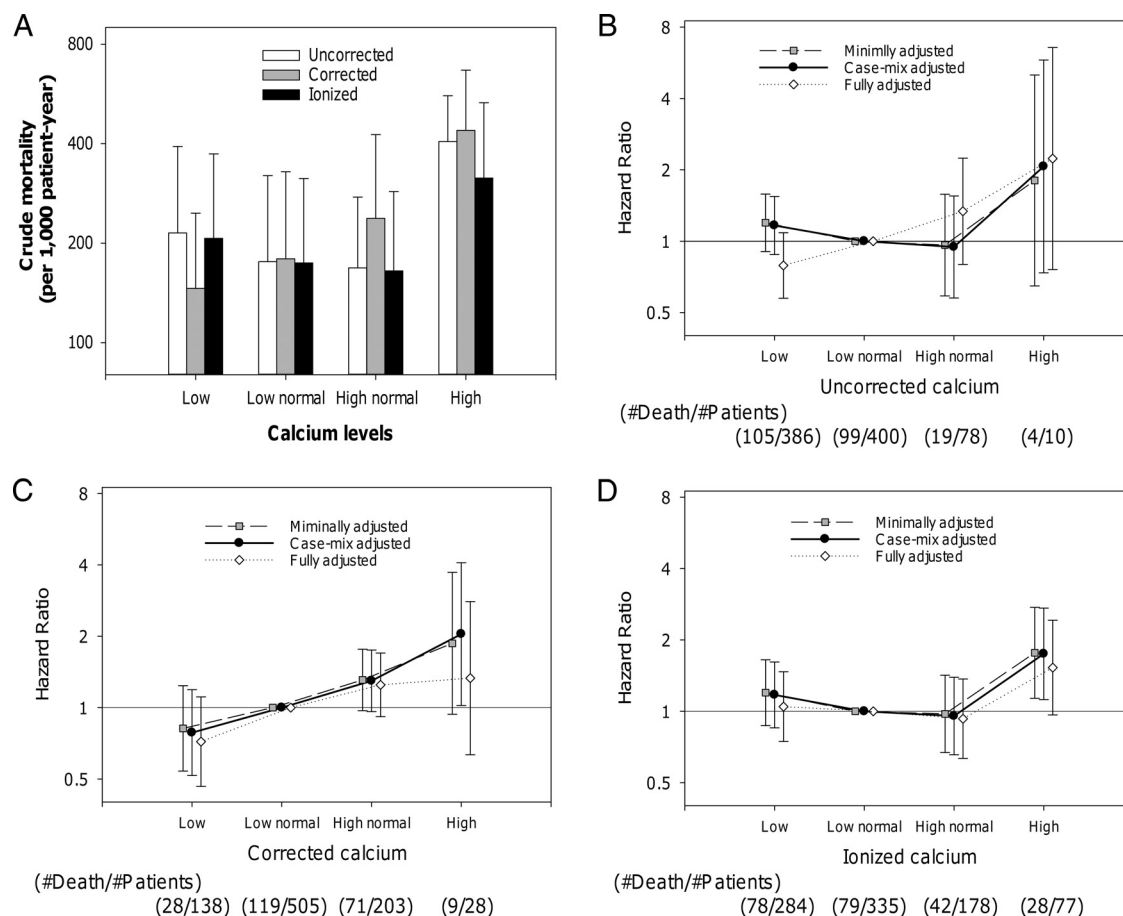 A
Crude mortality
(per 1,000 patient-year)
800
400
200
100
Uncorrected
Corrected
Ionized
Low
Low normal
High normal
High
Calcium levels
B
Hazard Ratio
8
4
2
1
0.5
Minimlly adjusted
Case-mix adjusted
Fully adjusted
Low
Low normal
High normal
High
Uncorrected calcium
(#Death/#Patients)
(105/386) (99/400) (19/78) (4/10)
C
Hazard Ratio
8
4
2
1
0.5
Miminally adjusted
Case-mix adjusted
Fully adjusted
Low
Low normal
High normal
High
Corrected calcium
(#Death/#Patients)
(28/138) (119/505) (71/203) (9/28)
D
Hazard Ratio
8
4
2
1
0.5
Minimally adjusted
Case-mix adjusted
Fully adjusted
Low
Low normal
High normal
High
Ionized calcium
(#Death/#Patients)
(78/284) (79/335) (42/178) (28/77)